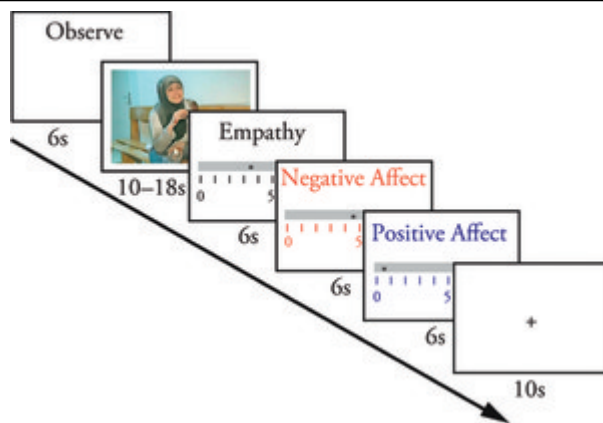 Observe
6s
10–18s
Empathy
0
5
6s
Negative Affect
0
5
6s
Positive Affect
0
5
6s
+
10s